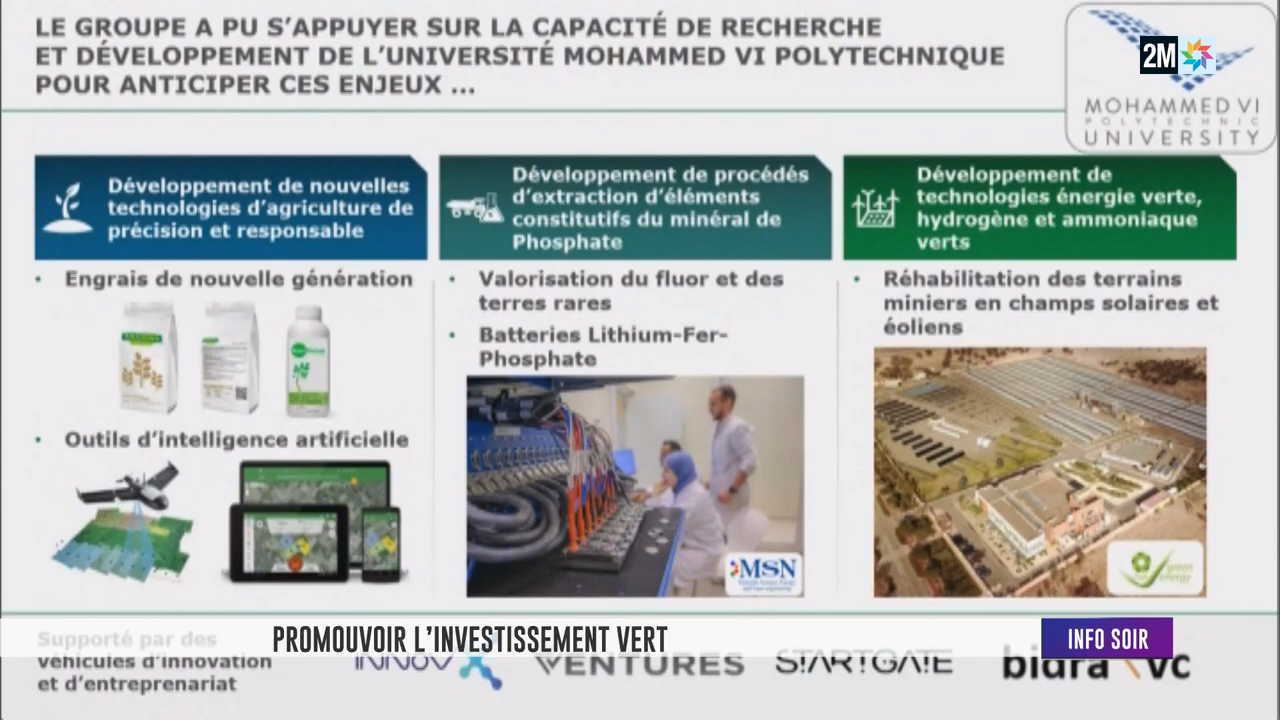 LE GROUPE A PU S'APPUYER SUR LA CAPACITÉ DE RECHERCHE
ET DÉVELOPPEMENT DE L'UNIVERSITÉ MOHAMMED VI POLYTECHNIQUE
POUR ANTICIPER CES ENJEUX ...
2M
MOHAMMED VI
POLYTECHNIC
UNIVERSITY
Développement de nouvelles
technologies d'agriculture de
précision et responsable
• Engrais de nouvelle génération
• Outils d'intelligence artificielle
Développement de procédés
d'extraction d'éléments
constitutifs du minéral de
Phosphate
• Valorisation du fluor et des
terres rares
• Batteries Lithium-Fer-
Phosphate
MSN
Développement de
technologies énergie verte,
hydrogène et ammoniaque
verts
• Réhabilitation des terrains
miniers en champs solaires et
éoliens
green
energy
Supporté par des
véhicules d'innovation
et d'entreprenariat
PROMOUVOIR L'INVESTISSEMENT VERT
INFO SOIR
INNOVX
VENTURES
STARTGATE
bidra vc